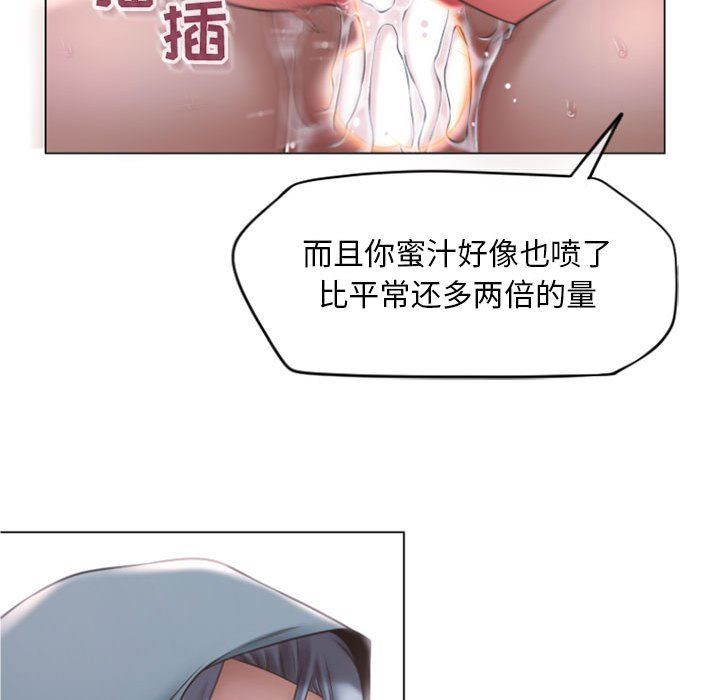 插
而且你蜜汁好像也喷了
比平常还多两倍的量